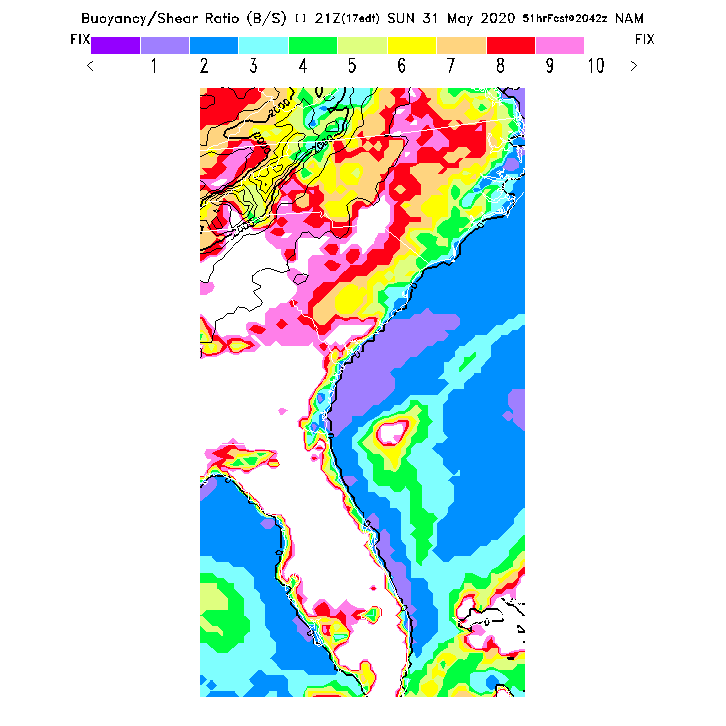 Buoyancy/Shear Ratio (B/S) [] 21Z(17edt) SUN 31 May 2020 51hrFcst@2042z NAM
FIX FIX
< 1 2 3 4 5 6 7 8 9 10 >
2000